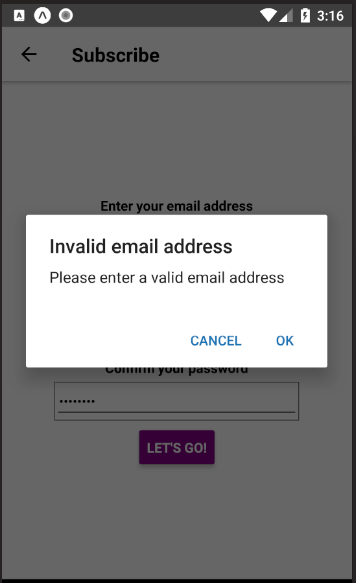 3:16
Subscribe
Enter your email address
Invalid email address
Please enter a valid email address
CANCEL OK
Confirm your password
••••••••
LET'S GO!